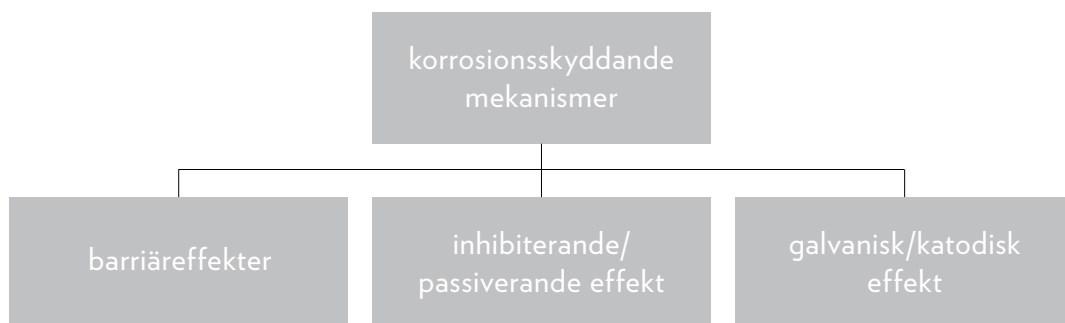 korrosionsskyddande
mekanismer
barriäreffekter
inhibiterande/
passiverande effekt
galvanisk/katodisk
effekt